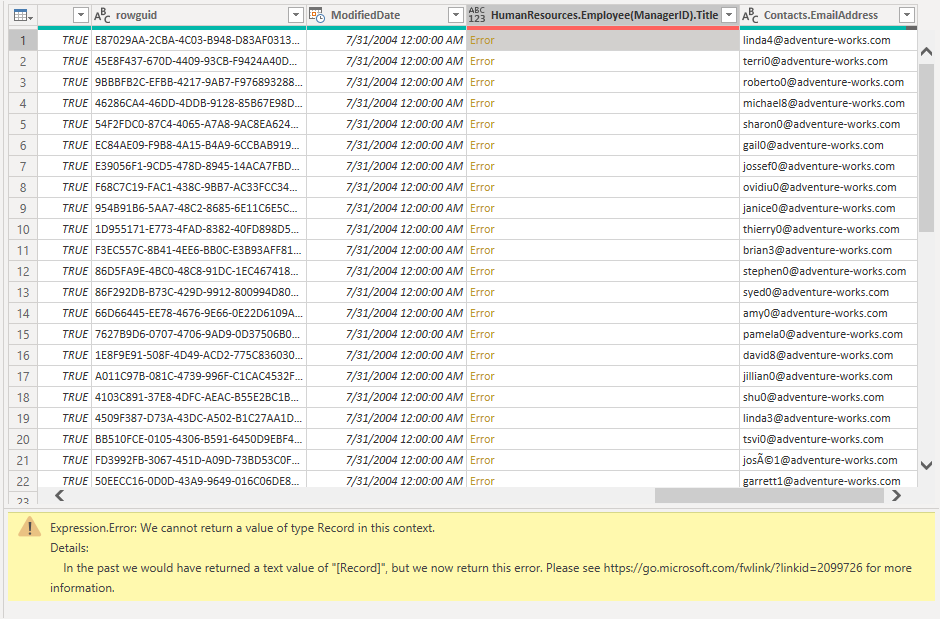 ABC rowguid ModifiedDate ABC 123 HumanResources.Employee(ManagerID).Title ABC Contacts.EmailAddress
1 TRUE E87029AA-2CBA-4C03-B948-D83AF0313... 7/31/2004 12:00:00 AM Error linda4@adventure-works.com
2 TRUE 45E8F437-670D-4409-93CB-F9424A40D... 7/31/2004 12:00:00 AM Error terri0@adventure-works.com
3 TRUE 9BBBFB2C-EFBB-4217-9AB7-F976893288... 7/31/2004 12:00:00 AM Error roberto0@adventure-works.com
4 TRUE 46286CA4-46DD-4DDB-9128-85B67E98D... 7/31/2004 12:00:00 AM Error michael8@adventure-works.com
5 TRUE 54F2FDC0-87C4-4065-A7A8-9AC8EA624... 7/31/2004 12:00:00 AM Error sharon0@adventure-works.com
6 TRUE EC84AE09-F9B8-4A15-B4A9-6CCBAB919... 7/31/2004 12:00:00 AM Error gail0@adventure-works.com
7 TRUE E39056F1-9CD5-478D-8945-14ACA7FBD... 7/31/2004 12:00:00 AM Error jossef0@adventure-works.com
8 TRUE F68C7C19-FAC1-438C-9BB7-AC33FCC34... 7/31/2004 12:00:00 AM Error ovidiu0@adventure-works.com
9 TRUE 954B91B6-5AA7-48C2-8685-6E11C6E5C... 7/31/2004 12:00:00 AM Error janice0@adventure-works.com
10 TRUE 1D955171-E773-4FAD-8382-40FD898D5... 7/31/2004 12:00:00 AM Error thierry0@adventure-works.com
11 TRUE F3EC557C-8B41-4EE6-BB0C-E3B93AFF81... 7/31/2004 12:00:00 AM Error brian3@adventure-works.com
12 TRUE 86D5FA9E-4BC0-48C8-91DC-1EC467418... 7/31/2004 12:00:00 AM Error stephen0@adventure-works.com
13 TRUE 86F292DB-B73C-429D-9912-800994D80... 7/31/2004 12:00:00 AM Error syed0@adventure-works.com
14 TRUE 66D66445-EE78-4676-9E66-0E22D6109A... 7/31/2004 12:00:00 AM Error amy0@adventure-works.com
15 TRUE 7627B9D6-0707-4706-9AD9-0D37506B0... 7/31/2004 12:00:00 AM Error pamela0@adventure-works.com
16 TRUE 1E8F9E91-508F-4D49-ACD2-775C836030... 7/31/2004 12:00:00 AM Error david8@adventure-works.com
17 TRUE A011C97B-081C-4739-996F-C1CAC4532F... 7/31/2004 12:00:00 AM Error jillian0@adventure-works.com
18 TRUE 4103C891-37E8-4DFC-AEAC-B55E2BC1B... 7/31/2004 12:00:00 AM Error shu0@adventure-works.com
19 TRUE 4509F387-D73A-43DC-A502-B1C27AA1D... 7/31/2004 12:00:00 AM Error linda3@adventure-works.com
20 TRUE BB510FCE-0105-4306-B591-6450D9EBF4... 7/31/2004 12:00:00 AM Error tsvi0@adventure-works.com
21 TRUE FD3992FB-3067-451D-A09D-73BD53C0F... 7/31/2004 12:00:00 AM Error josÃ©1@adventure-works.com
22 TRUE 50EECC16-0D0D-43A9-9649-016C06DE8... 7/31/2004 12:00:00 AM Error garrett1@adventure-works.com
23
Expression.Error: We cannot return a value of type Record in this context.
Details:
In the past we would have returned a text value of "[Record]", but we now return this error. Please see https://go.microsoft.com/fwlink/?linkid=2099726 for more
information.